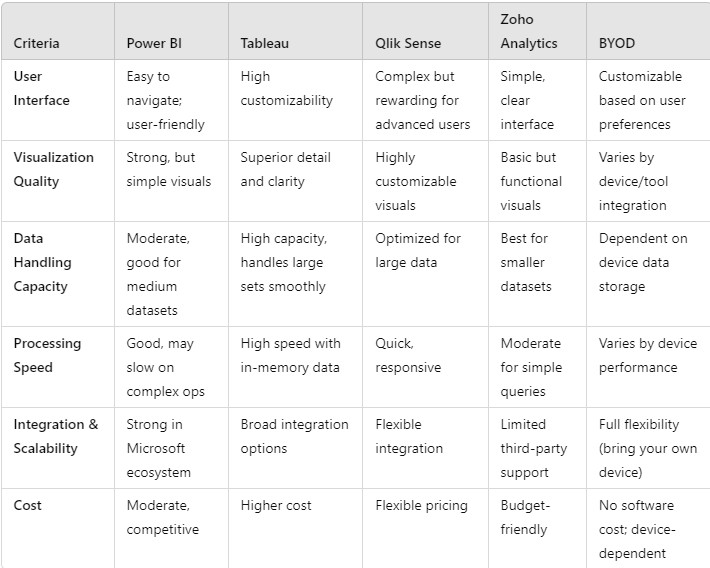 Criteria Power BI Tableau Qlik Sense Zoho Analytics BYOD
User Interface
Easy to navigate; user-friendly
High customizability
Complex but rewarding for advanced users
Simple, clear interface
Customizable based on user preferences
Visualization Quality
Strong, but simple visuals
Superior detail and clarity
Highly customizable visuals
Basic but functional visuals
Varies by device/tool integration
Data Handling Capacity
Moderate, good for medium datasets
High capacity, handles large sets smoothly
Optimized for large data
Best for smaller datasets
Dependent on device data storage
Processing Speed
Good, may slow on complex ops
High speed with in-memory data
Quick, responsive
Moderate for simple queries
Varies by device performance
Integration & Scalability
Strong in Microsoft ecosystem
Broad integration options
Flexible integration
Limited third-party support
Full flexibility (bring your own device)
Cost
Moderate, competitive
Higher cost
Flexible pricing
Budget-friendly
No software cost; device-dependent